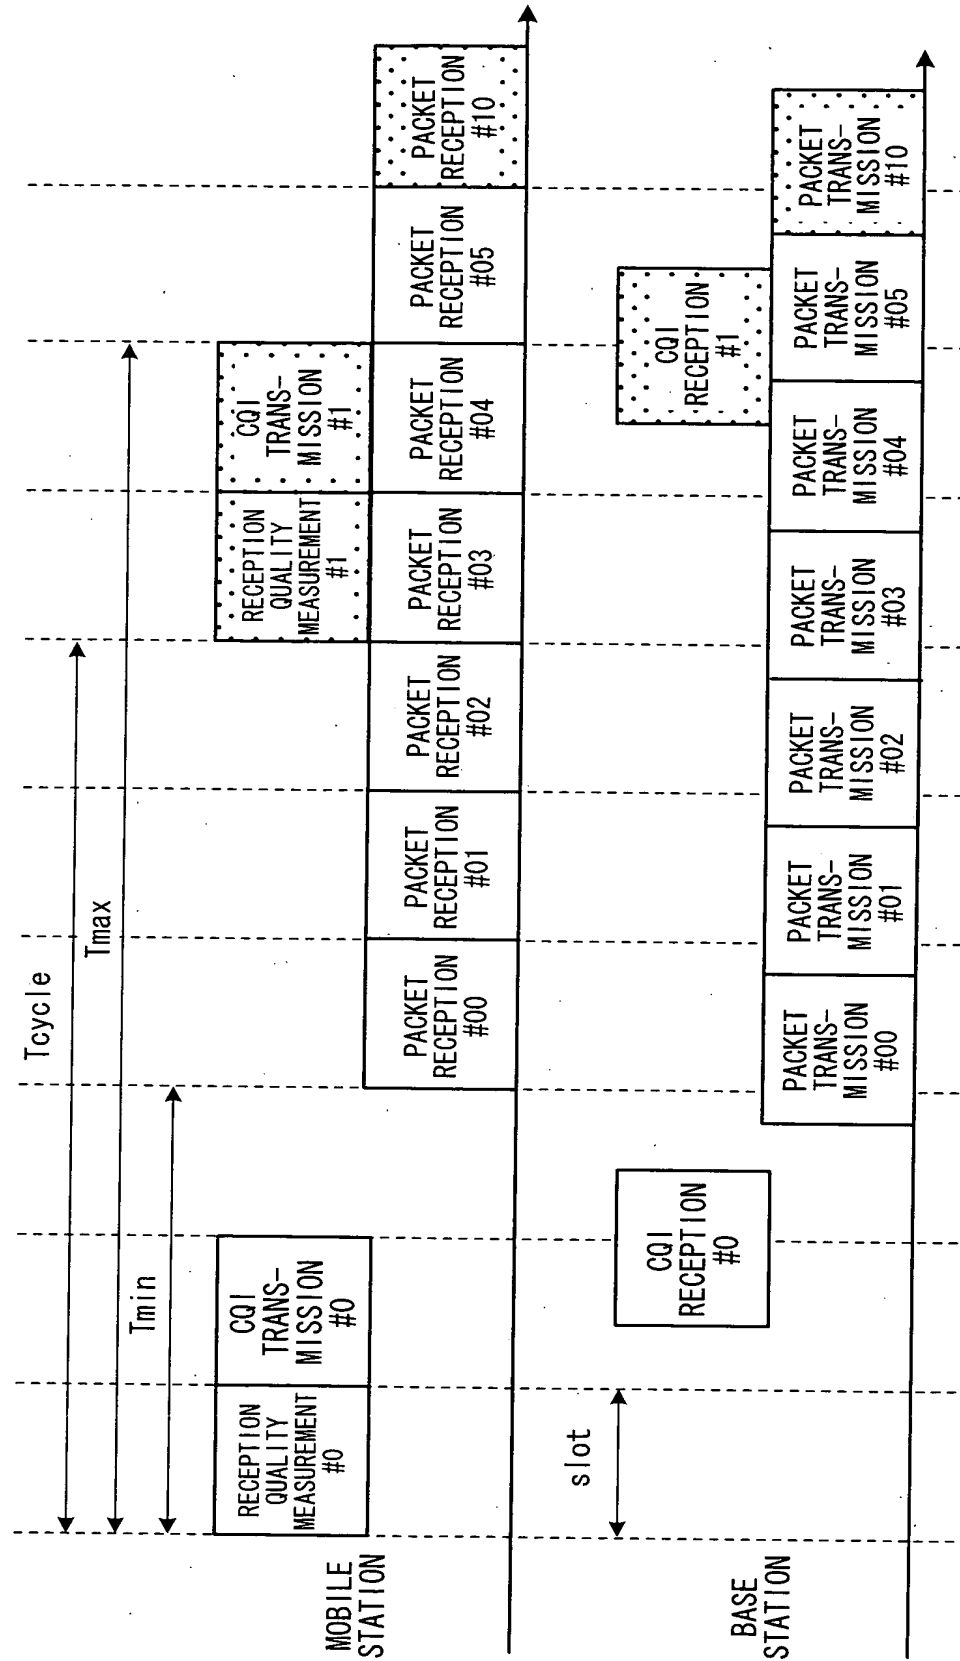 Tcycle
Tmax
Tmin
MOBILE
STATION
RECEPTION
QUALITY
MEASUREMENT
#0
CQI
TRANS-
MISSION
#0
RECEPTION
QUALITY
MEASUREMENT
#1
CQI
TRANS-
MISSION
#1
PACKET
RECEPTION
#00
PACKET
RECEPTION
#01
PACKET
RECEPTION
#02
PACKET
RECEPTION
#03
PACKET
RECEPTION
#04
PACKET
RECEPTION
#05
PACKET
RECEPTION
#10
slot
BASE
STATION
CQI
RECEPTION
#0
CQI
RECEPTION
#1
PACKET
TRANS-
MISSION
#00
PACKET
TRANS-
MISSION
#01
PACKET
TRANS-
MISSION
#02
PACKET
TRANS-
MISSION
#03
PACKET
TRANS-
MISSION
#04
PACKET
TRANS-
MISSION
#05
PACKET
TRANS-
MISSION
#10